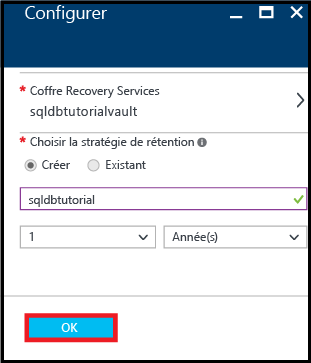 Configurer
* Coffre Recovery Services
sqldbtutorialvault
* Choisir la stratégie de rétention
Créer Existant
sqldbtutorial
1 Année(s)
OK